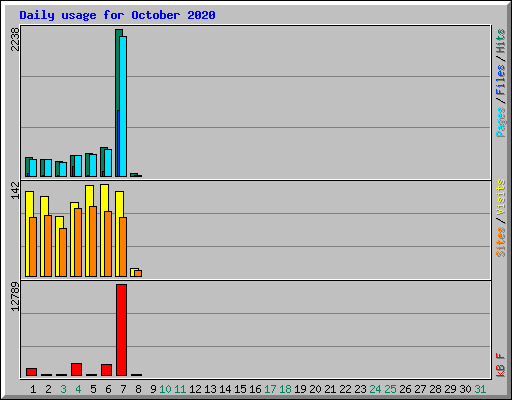 Daily usage for October 2020
2238
Pages / Files / Hits
142
Sites / Visits
12789
kB F
1 2 3 4 5 6 7 8 9 10 11 12 13 14 15 16 17 18 19 20 21 22 23 24 25 26 27 28 29 30 31